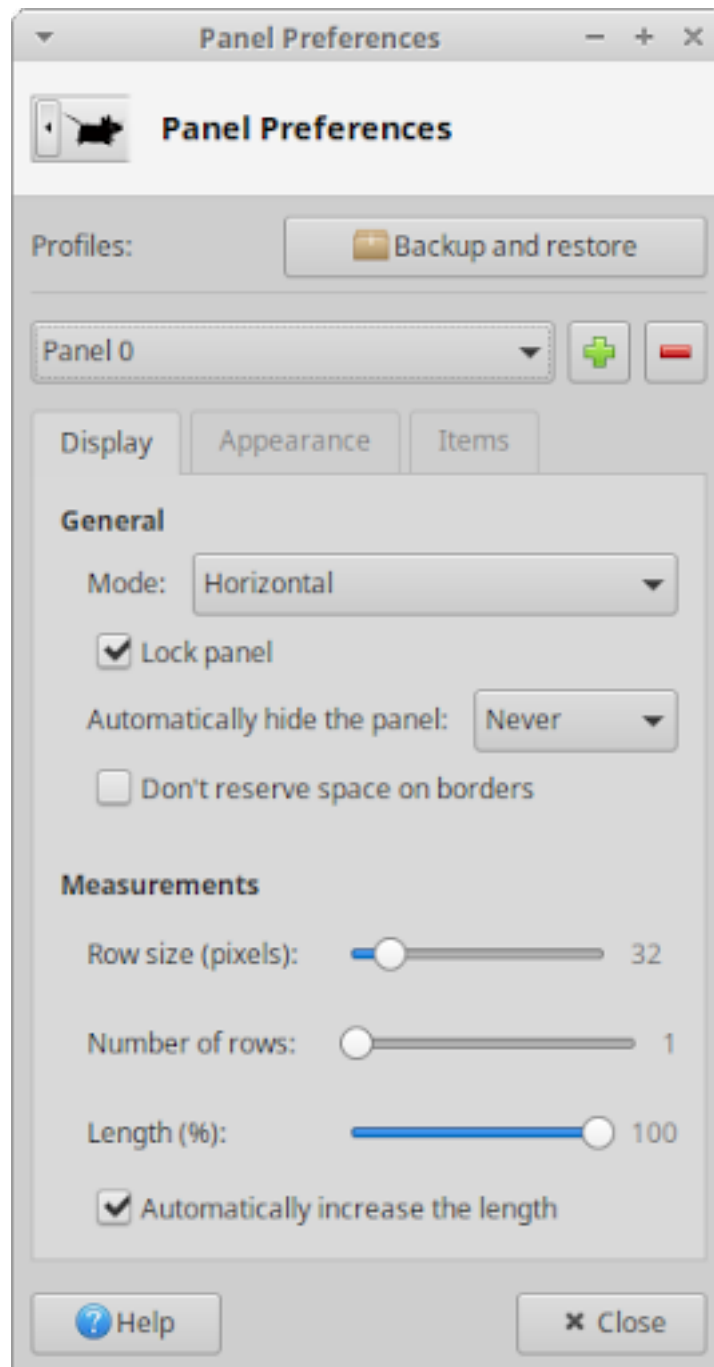 Panel Preferences
Panel Preferences
Profiles: Backup and restore
Panel 0
Display Appearance Items
General
Mode: Horizontal
Lock panel
Automatically hide the panel: Never
Don't reserve space on borders
Measurements
Row size (pixels): 32
Number of rows: 1
Length (%): 100
Automatically increase the length
Help Close